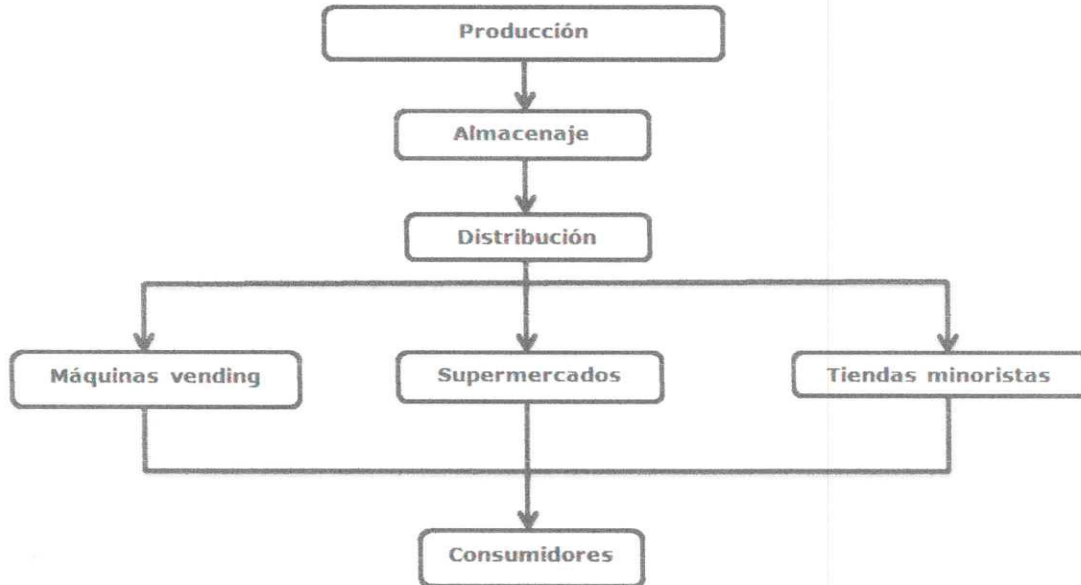 Producción
Almacenaje
Distribución
Máquinas vending
Supermercados
Tiendas minoristas
Consumidores